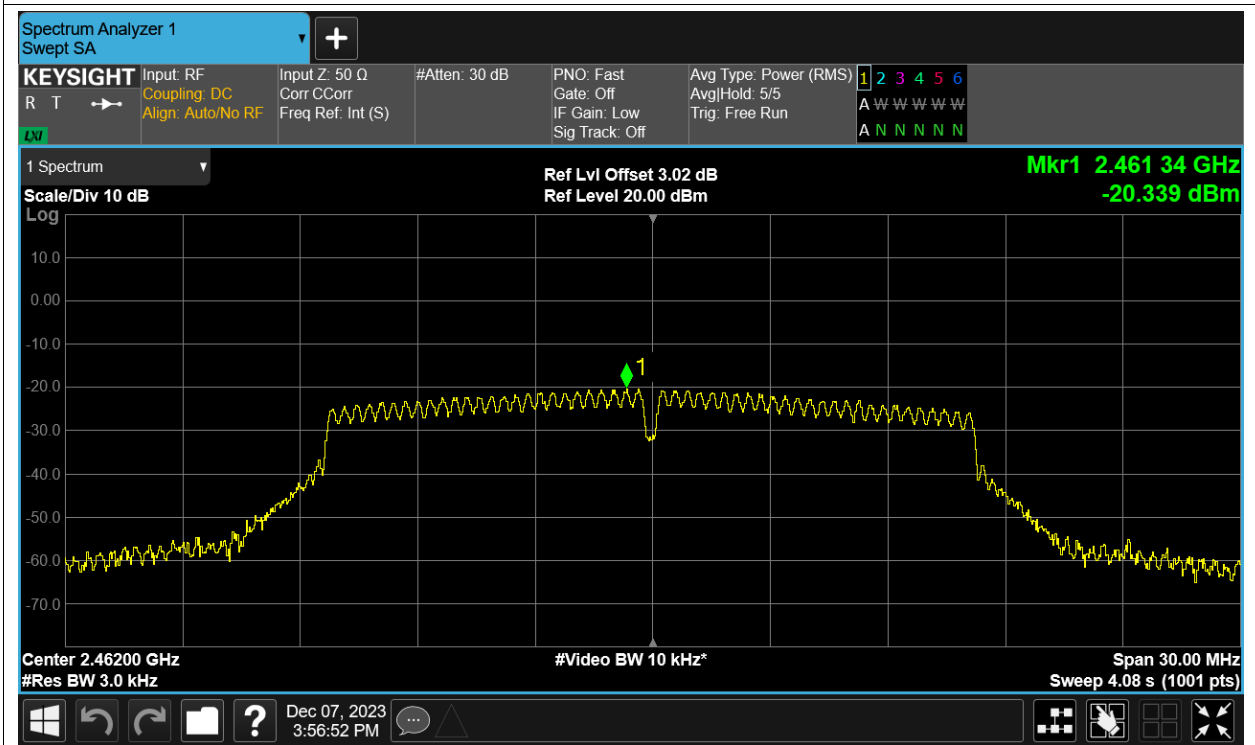 Spectrum Analyzer 1
Swept SA
+
KEYSIGHT
R T
LXI
Input: RF
Coupling: DC
Align: Auto/No RF
Input Z: 50 Ω
Corr CCorr
Freq Ref: Int (S)
#Atten: 30 dB
PNO: Fast
Gate: Off
IF Gain: Low
Sig Track: Off
Avg Type: Power (RMS)
Avg|Hold: 5/5
Trig: Free Run
1 2 3 4 5 6
A W W W W W
A N N N N N
1 Spectrum
Scale/Div 10 dB
Log
Ref Lvl Offset 3.02 dB
Ref Level 20.00 dBm
Mkr1 2.461 34 GHz
-20.339 dBm
10.0
0.00
-10.0
1
-20.0
-30.0
-40.0
-50.0
-60.0
-70.0
Center 2.46200 GHz
#Res BW 3.0 kHz
#Video BW 10 kHz*
Span 30.00 MHz
Sweep 4.08 s (1001 pts)
?
Dec 07, 2023
3:56:52 PM